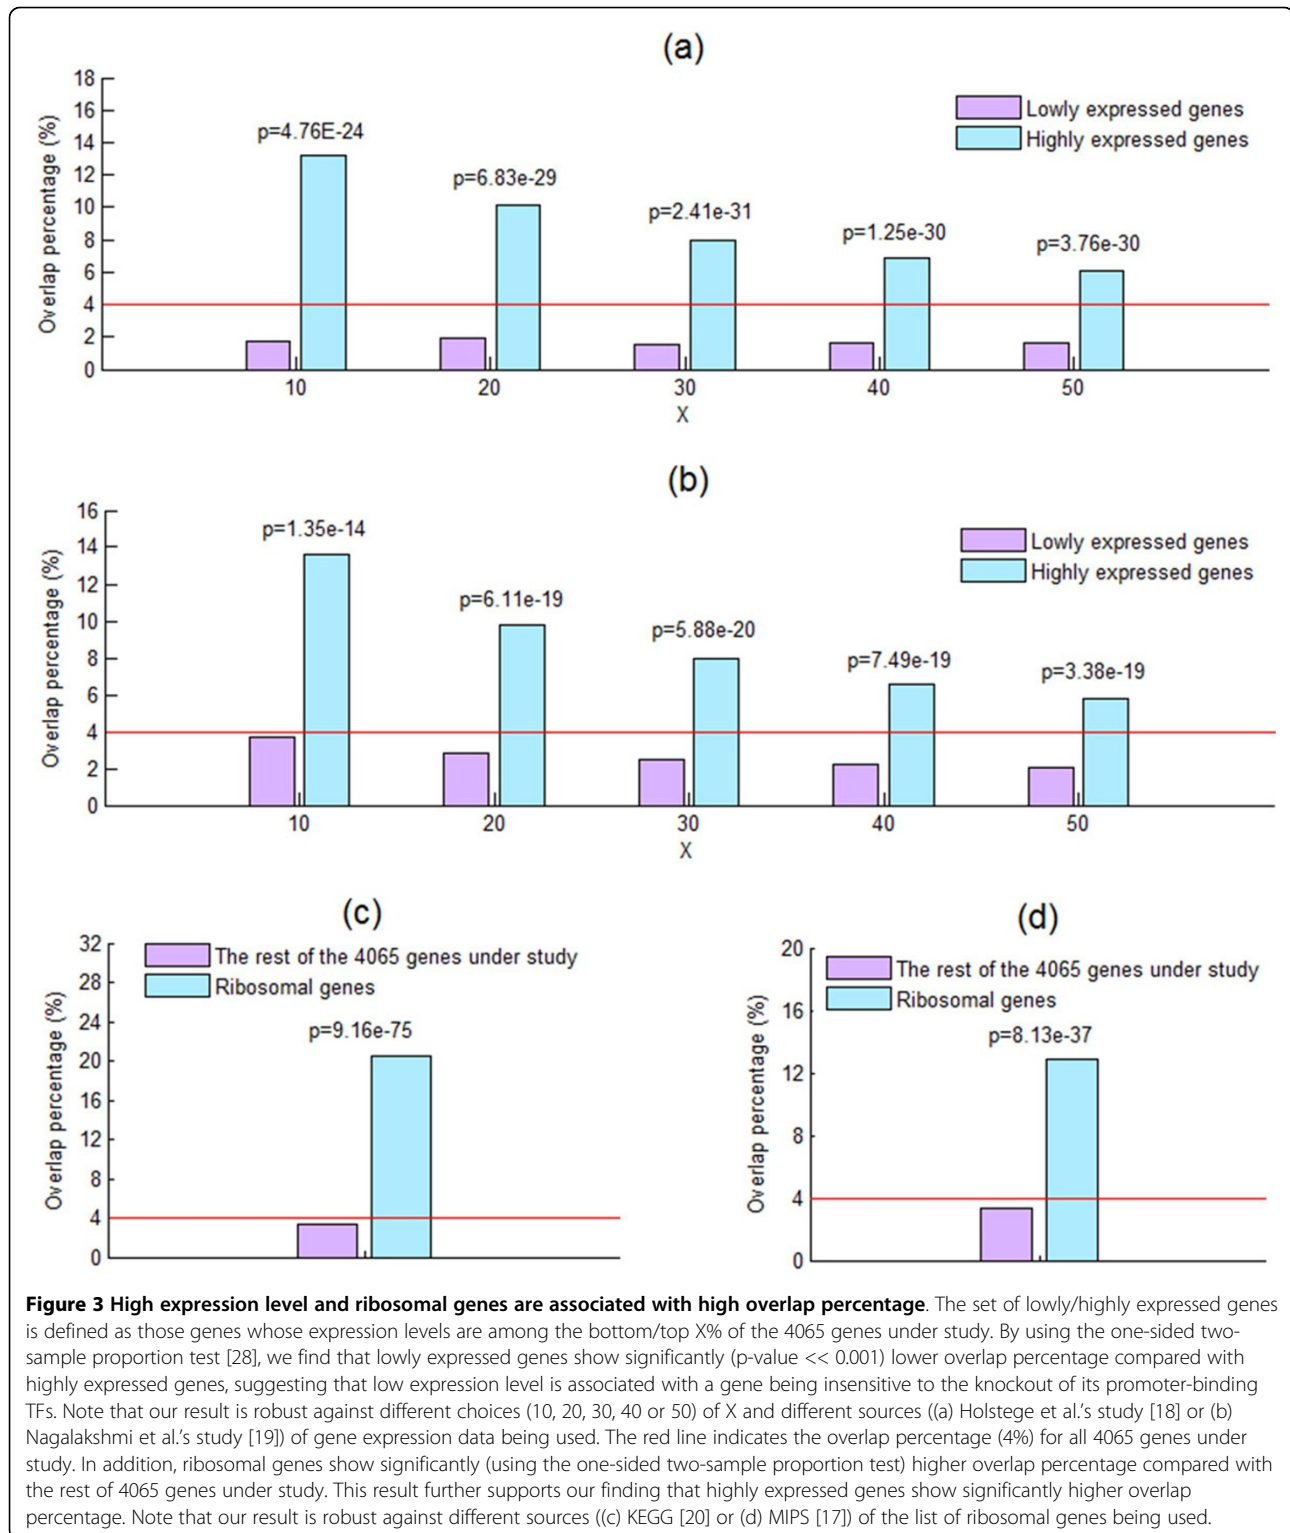 (a)
18
16
14
12
10
8
6
4
2
0
Overlap percentage (%)
Lowly expressed genes
Highly expressed genes
p=4.76E-24
p=6.83e-29
p=2.41e-31
p=1.25e-30
p=3.76e-30
10 20 30 40 50
X
(b)
16
14
12
10
8
6
4
2
0
Overlap percentage (%)
Lowly expressed genes
Highly expressed genes
p=1.35e-14
p=6.11e-19
p=5.88e-20
p=7.49e-19
p=3.38e-19
10 20 30 40 50
X
(c)
32
28
24
20
16
12
8
4
0
Overlap percentage (%)
The rest of the 4065 genes under study
Ribosomal genes
p=9.16e-75
(d)
20
16
12
8
4
0
Overlap percentage (%)
The rest of the 4065 genes under study
Ribosomal genes
p=8.13e-37
Figure 3 High expression level and ribosomal genes are associated with high overlap percentage. The set of lowly/highly expressed genes
is defined as those genes whose expression levels are among the bottom/top X% of the 4065 genes under study. By using the one-sided two-
sample proportion test [28], we find that lowly expressed genes show significantly (p-value << 0.001) lower overlap percentage compared with
highly expressed genes, suggesting that low expression level is associated with a gene being insensitive to the knockout of its promoter-binding
TFs. Note that our result is robust against different choices (10, 20, 30, 40 or 50) of X and different sources ((a) Holstege et al.'s study [18] or (b)
Nagalakshmi et al.'s study [19]) of gene expression data being used. The red line indicates the overlap percentage (4%) for all 4065 genes under
study. In addition, ribosomal genes show significantly (using the one-sided two-sample proportion test) higher overlap percentage compared with
the rest of 4065 genes under study. This result further supports our finding that highly expressed genes show significantly higher overlap
percentage. Note that our result is robust against different sources ((c) KEGG [20] or (d) MIPS [17]) of the list of ribosomal genes being used.